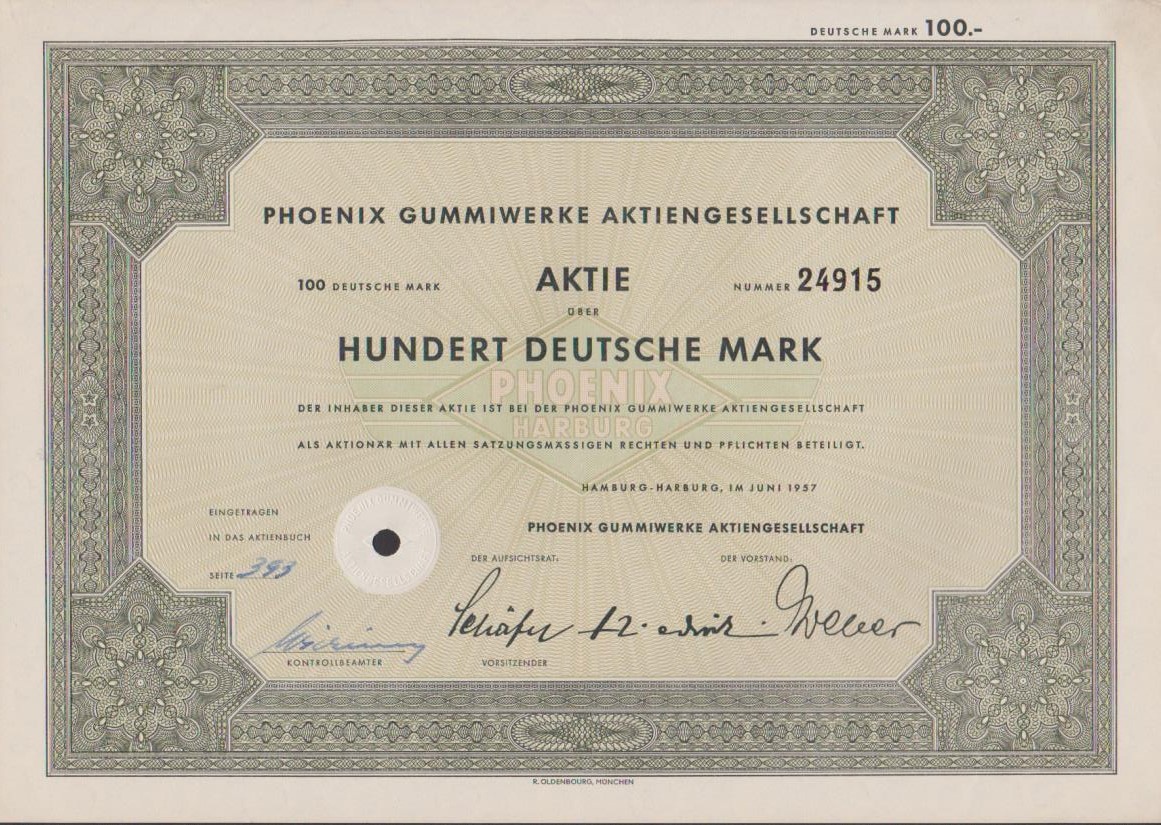 DEUTSCHE MARK 100.-
PHOENIX GUMMIWERKE AKTIENGESELLSCHAFT
100 DEUTSCHE MARK AKTIE NUMMER 24915
ÜBER
HUNDERT DEUTSCHE MARK
PHOENIX
DER INHABER DIESER AKTIE IST BEI DER PHOENIX GUMMIWERKE AKTIENGESELLSCHAFT
HARBURG
ALS AKTIONÄR MIT ALLEN SATZUNGSMÄSSIGEN RECHTEN UND PFLICHTEN BETEILIGT.
HAMBURG-HARBURG, IM JUNI 1957
EINGETRAGEN
IN DAS AKTIENBUCH
SEITE 393
PHOENIX GUMMIWERKE AKTIENGESELLSCHAFT
DER AUFSICHTSRAT: DER VORSTAND:
Schäfer Weber
KONTROLLBEAMTER VORSITZENDER
R. OLDENBOURG, MÜNCHEN